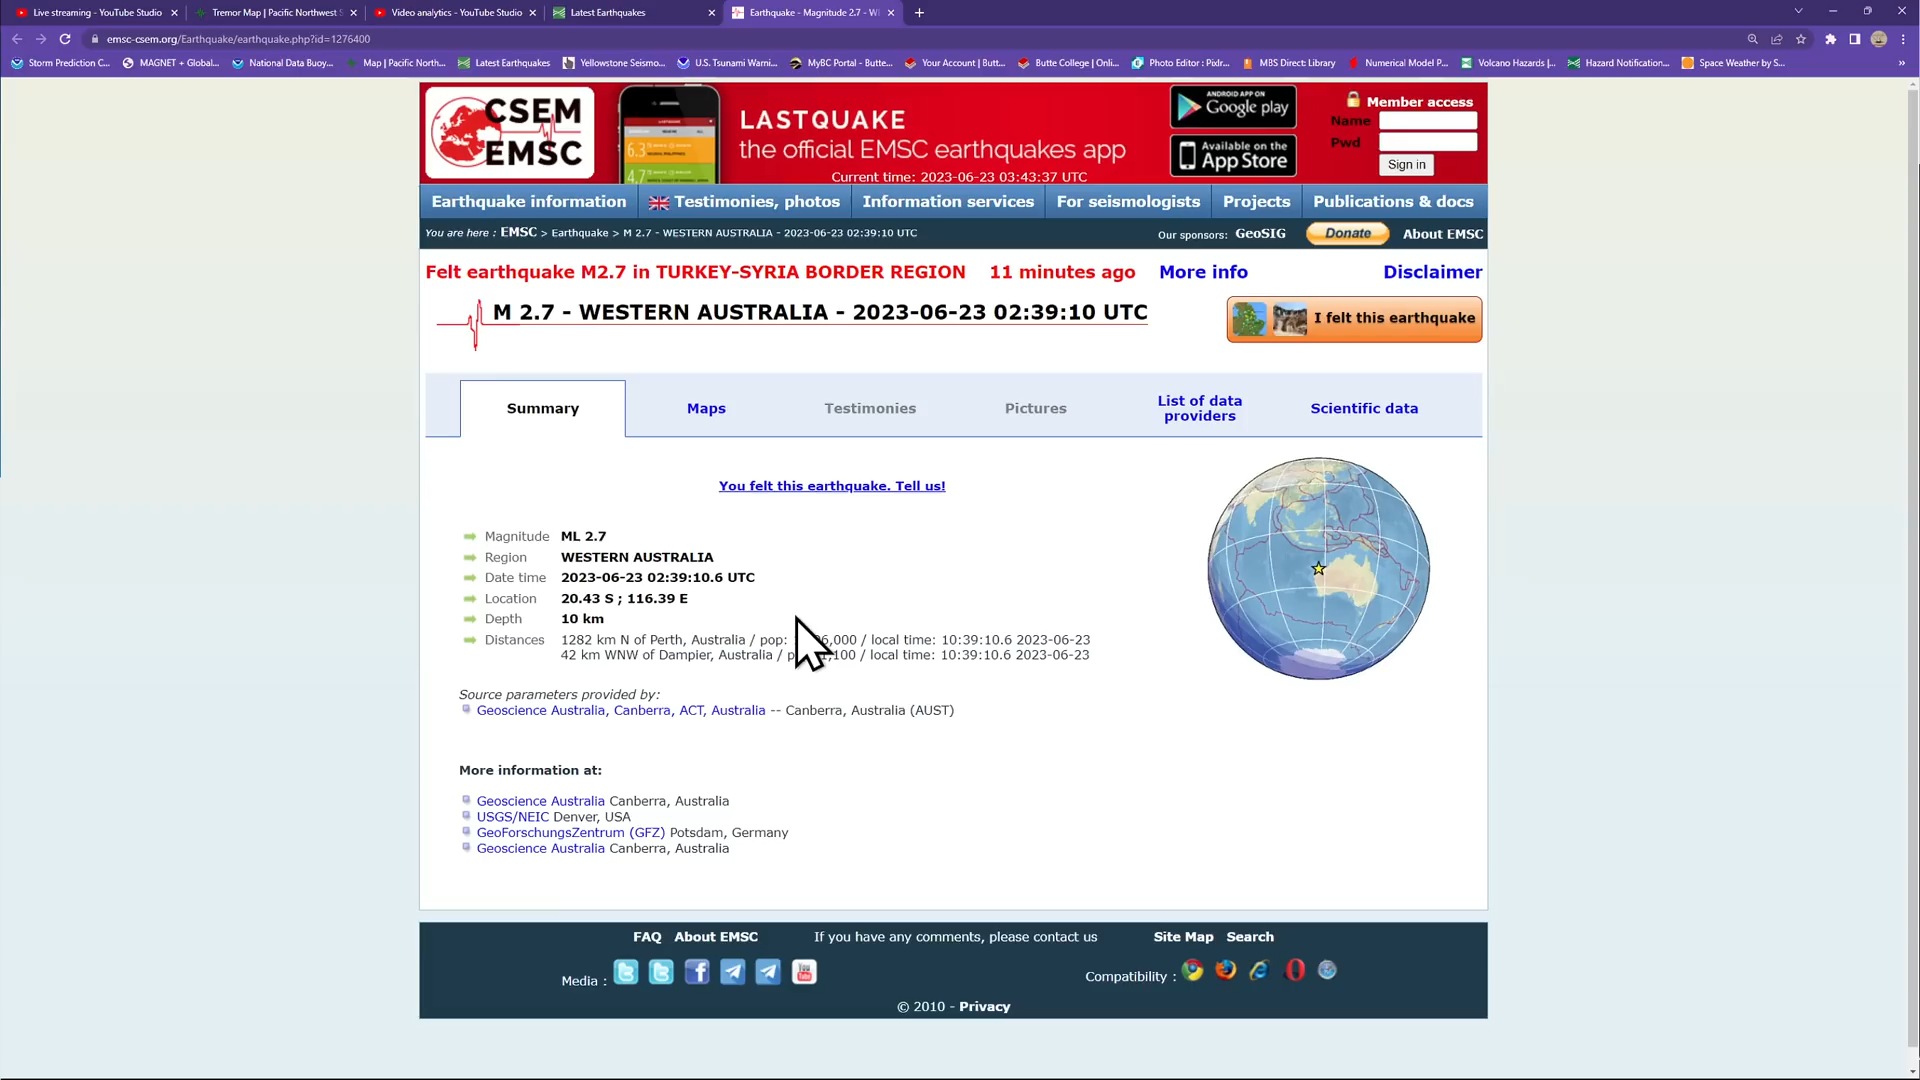 Live streaming - YouTube Studio
Tremor Map | Pacific Northwest S
Video analytics - YouTube Studio
Latest Earthquakes
Earthquake - Magnitude 2.7 - W
emsc-csem.org/Earthquake/earthquake.php?id=1276400
Storm Prediction C...
MAGNET + Global...
National Data Buoy...
Map | Pacific North...
Latest Earthquakes
Yellowstone Seismo...
U.S. Tsunami Warni...
MyBC Portal - Butte...
Your Account | Butt...
Butte College | Onli...
Photo Editor : Pixlr...
MBS Direct Library
Numerical Model P...
Volcano Hazards |...
Hazard Notification...
Space Weather by S...
CSEM
EMSC
LASTQUAKE
6.3
4.7
LASTQUAKE
the official EMSC earthquakes app
Current time: 2023-06-23 03:43:37 UTC
ANDROID APP ON
Google play
Available on the
App Store
Member access
Name
Pwd
Sign in
Earthquake information
Testimonies, photos
Information services
For seismologists
Projects
Publications & docs
You are here : EMSC > Earthquake > M 2.7 - WESTERN AUSTRALIA - 2023-06-23 02:39:10 UTC
Our sponsors: GeoSIG
Donate
About EMSC
Felt earthquake M2.7 in TURKEY-SYRIA BORDER REGION 11 minutes ago More info
Disclaimer
M 2.7 - WESTERN AUSTRALIA - 2023-06-23 02:39:10 UTC
I felt this earthquake
Summary
Maps
Testimonies
Pictures
List of data
providers
Scientific data
You felt this earthquake. Tell us!
Magnitude ML 2.7
Region WESTERN AUSTRALIA
Date time 2023-06-23 02:39:10.6 UTC
Location 20.43 S ; 116.39 E
Depth 10 km
Distances 1282 km N of Perth, Australia / pop: 6,000 / local time: 10:39:10.6 2023-06-23
42 km WNW of Dampier, Australia / p 100 / local time: 10:39:10.6 2023-06-23
Source parameters provided by:
Geoscience Australia, Canberra, ACT, Australia -- Canberra, Australia (AUST)
More information at:
Geoscience Australia Canberra, Australia
USGS/NEIC Denver, USA
GeoForschungsZentrum (GFZ) Potsdam, Germany
Geoscience Australia Canberra, Australia
FAQ About EMSC
If you have any comments, please contact us
Site Map Search
Media :
You
Compatibility :
© 2010 - Privacy